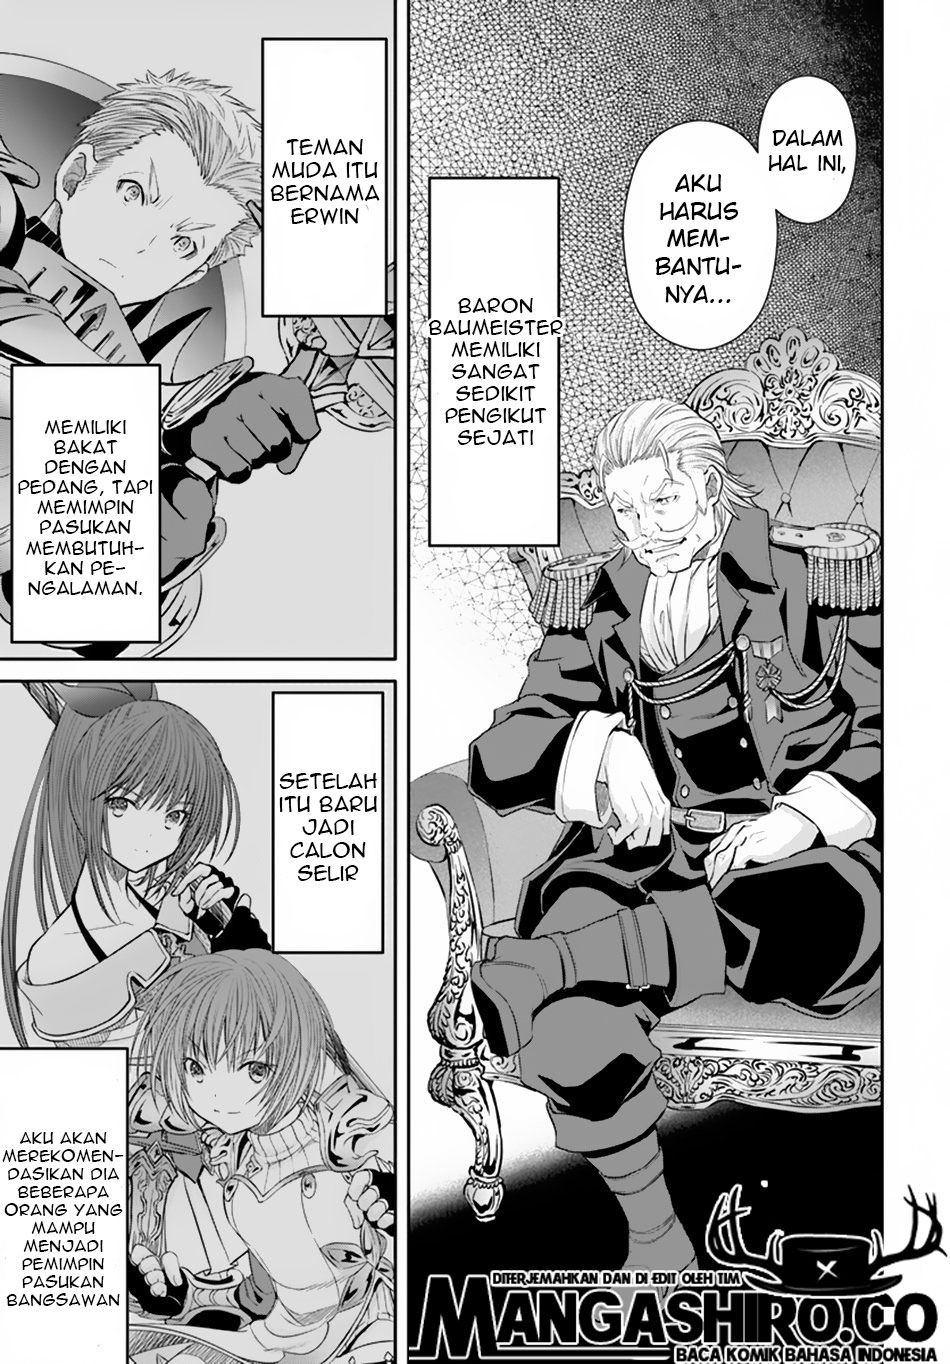 DALAM
HAL INI,
AKU
HARUS
MEM-
BANTU-
NYA...
BARON
BAUMEISTER
MEMILIKI
SANGAT
SEDIKIT
PENGIKUT
SEJATI
TEMAN
MUDA ITU
BERNAMA
ERWIN
MEMILIKI
BAKAT
DENGAN
PEDANG, TAPI
MEMIMPIN
PASUKAN
MEMBUTUH-
KAN PE-
NGALAMAN.
SETELAH
ITU BARU
JADI
CALON
SELIR
AKU AKAN
MEREKOMEN-
DASIKAN DIA
BEBERAPA
ORANG YANG
MAMPU
MENJADI
PEMIMPIN
PASUKAN
BANGSAWAN
DITERJEMAHKAN DAN DI EDIT OLEH TIM
MANGASHIRO.CO
BACA KOMIK BAHASA INDONESIA